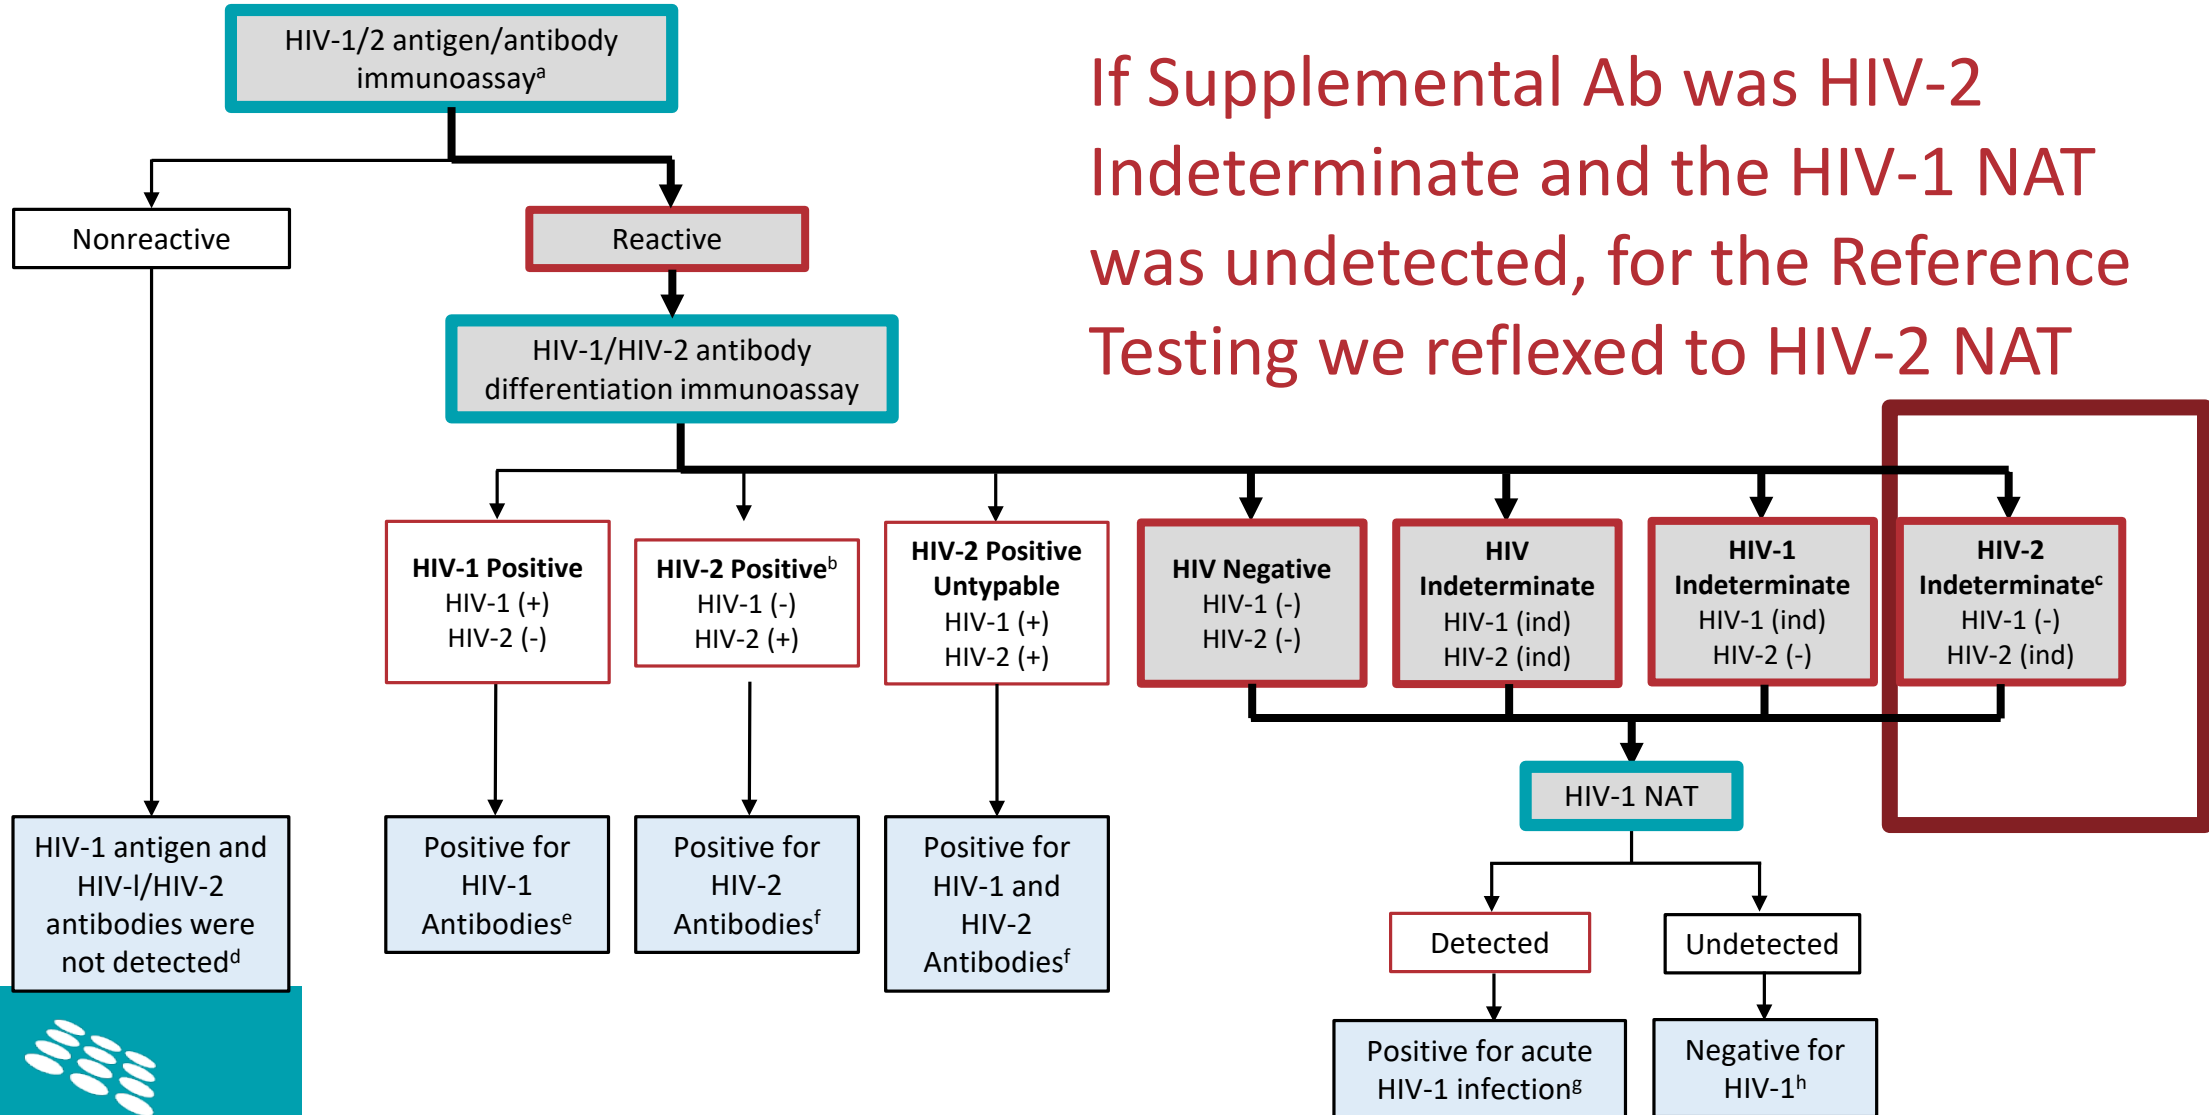 HIV-1/2 antigen/antibody
immunoassayᵃ
If Supplemental Ab was HIV-2
Indeterminate and the HIV-1 NAT
was undetected, for the Reference
Testing we reflexed to HIV-2 NAT
Nonreactive
Reactive
HIV-1/HIV-2 antibody
differentiation immunoassay
HIV-1 Positive
HIV-1 (+)
HIV-2 (-)
HIV-2 Positiveᵇ
HIV-1 (-)
HIV-2 (+)
HIV-2 Positive
Untypable
HIV-1 (+)
HIV-2 (+)
HIV Negative
HIV-1 (-)
HIV-2 (-)
HIV
Indeterminate
HIV-1 (ind)
HIV-2 (ind)
HIV-1
Indeterminate
HIV-1 (ind)
HIV-2 (-)
HIV-2
Indeterminateᶜ
HIV-1 (-)
HIV-2 (ind)
HIV-1 NAT
HIV-1 antigen and
HIV-l/HIV-2
antibodies were
not detectedᵈ
Positive for
HIV-1
Antibodiesᵉ
Positive for
HIV-2
Antibodiesᶠ
Positive for
HIV-1 and
HIV-2
Antibodiesᶠ
Detected
Undetected
Positive for acute
HIV-1 infectionᵍ
Negative for
HIV-1ʰ